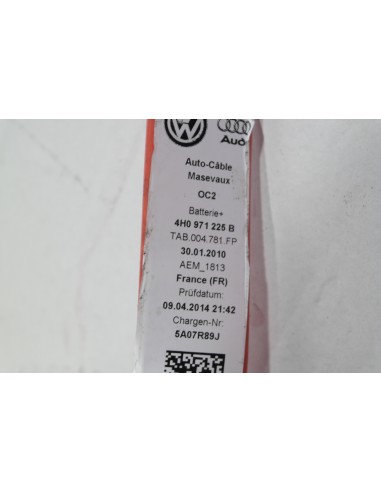 Audi
Auto-Câble
Masevaux
OC2
Batterie+
4H0 971 225 B
TAB.004.781.FP
30.01.2010
AEM_1813
France (FR)
Prüfdatum:
09.04.2014 21:42
Chargen-Nr:
5A07R89J